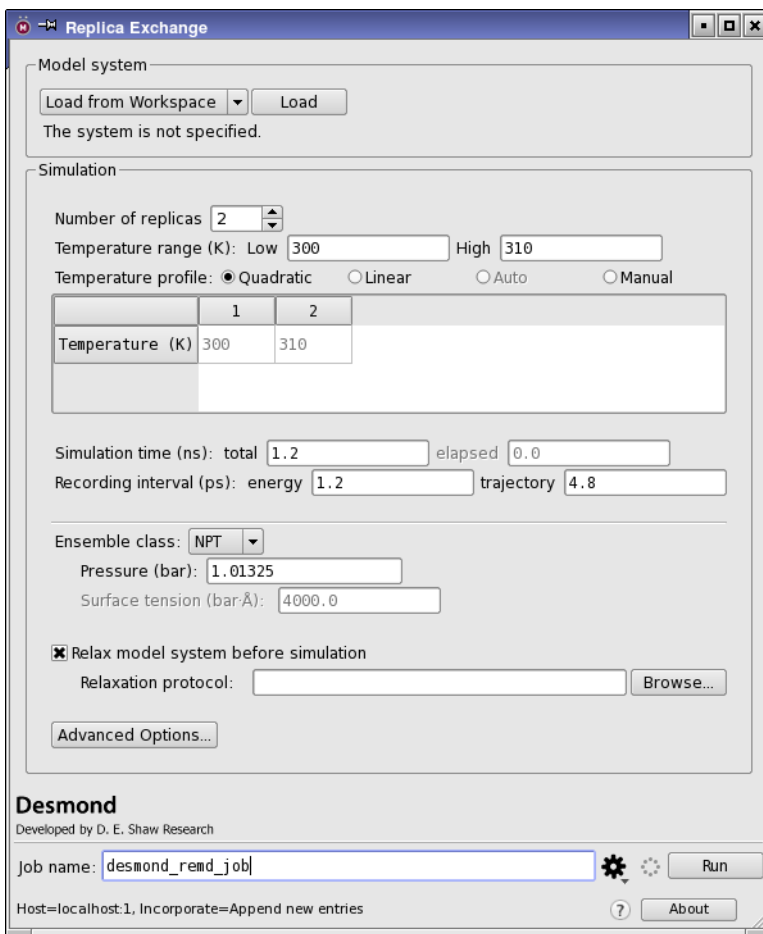 Replica Exchange
Model system
Load from Workspace Load
The system is not specified.
Simulation
Number of replicas 2
Temperature range (K): Low 300 High 310
Temperature profile: Quadratic Linear Auto Manual
1 2
Temperature (K) 300 310
Simulation time (ns): total 1.2 elapsed 0.0
Recording interval (ps): energy 1.2 trajectory 4.8
Ensemble class: NPT
Pressure (bar): 1.01325
Surface tension (bar·Å): 4000.0
Relax model system before simulation
Relaxation protocol: Browse...
Advanced Options...
Desmond
Developed by D. E. Shaw Research
Job name: desmond_remd_job Run
Host=localhost:1, Incorporate=Append new entries ? About